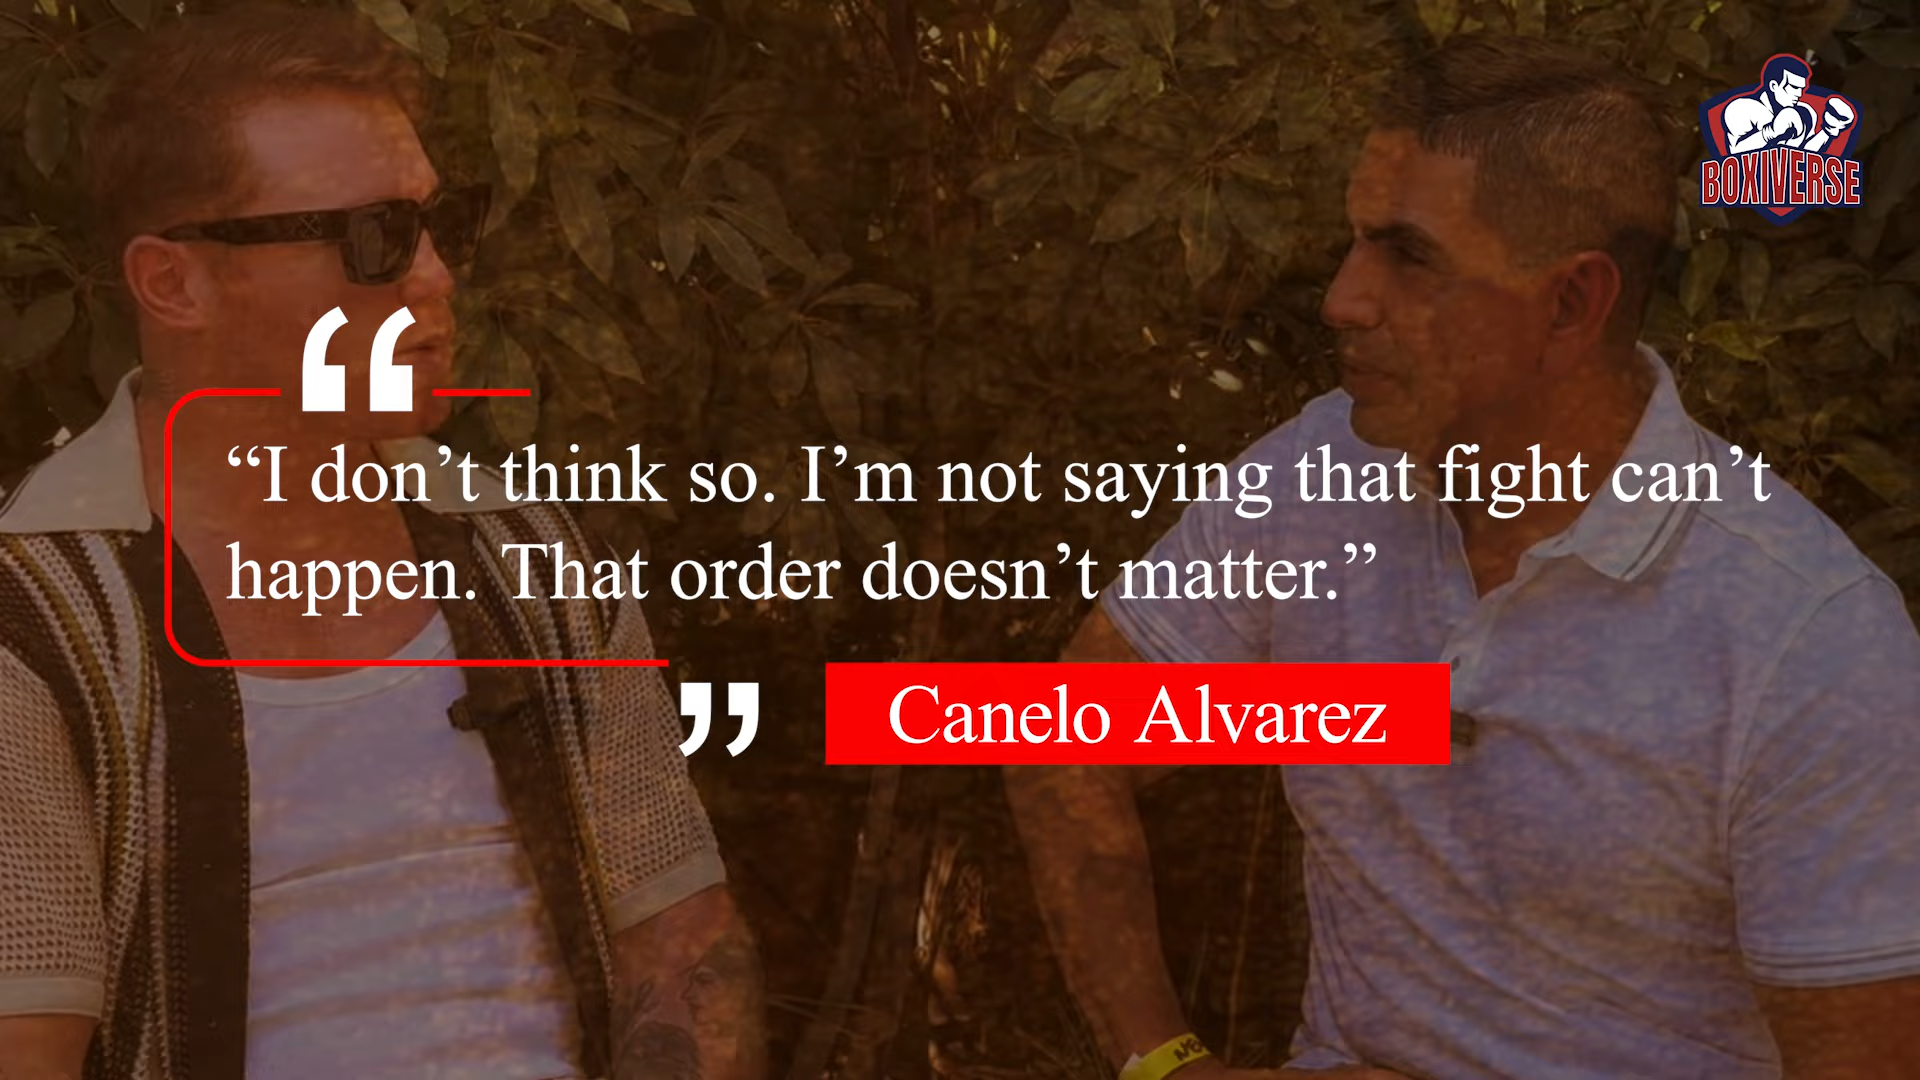 BOXIVERSE
“I don’t think so. I’m not saying that fight can’t
happen. That order doesn’t matter.”
Canelo Alvarez